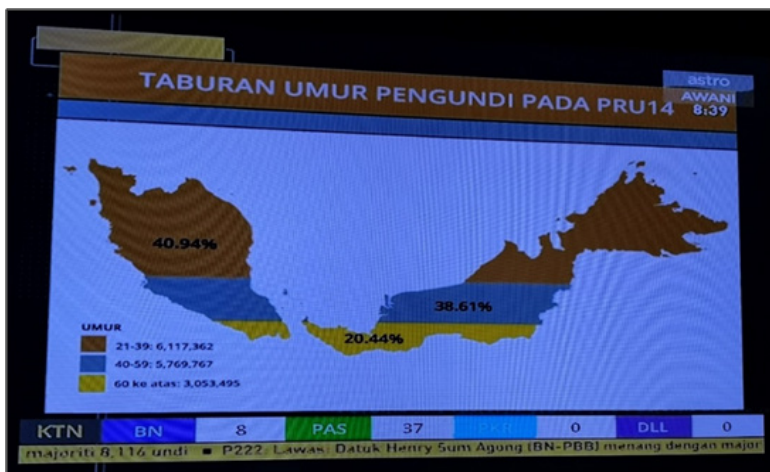 TABURAN UMUR PENGUNDI PADA PRU14
astro
AWANI
8:39
40.94%
38.61%
20.44%
UMUR
21-39: 6,117,362
40-59: 5,769,767
60 ke atas: 3,053,495
KTN BN 8 PAS 37 PKR 0 DLL 0
majoriti 8,116 undi ■ P222: Lawas: Datuk Henry Sum Agong (BN-PBB) menang dengan major